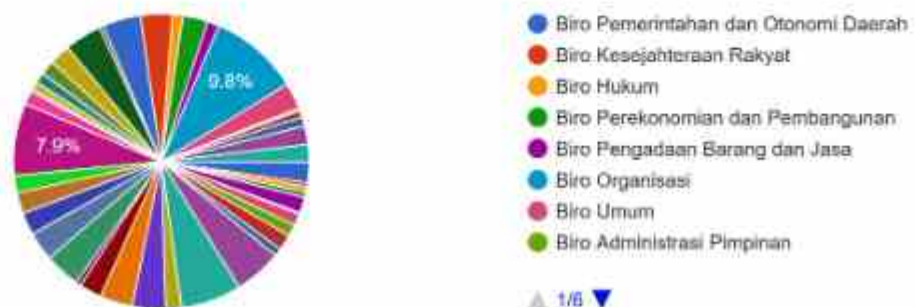 9.8%
7.9%
Biro Pemerintahan dan Otonomi Daerah
Biro Kesejahteraan Rakyat
Biro Hukum
Biro Perekonomian dan Pembangunan
Biro Pengadaan Barang dan Jasa
Biro Organisasi
Biro Umum
Biro Administrasi Pimpinan
1/6